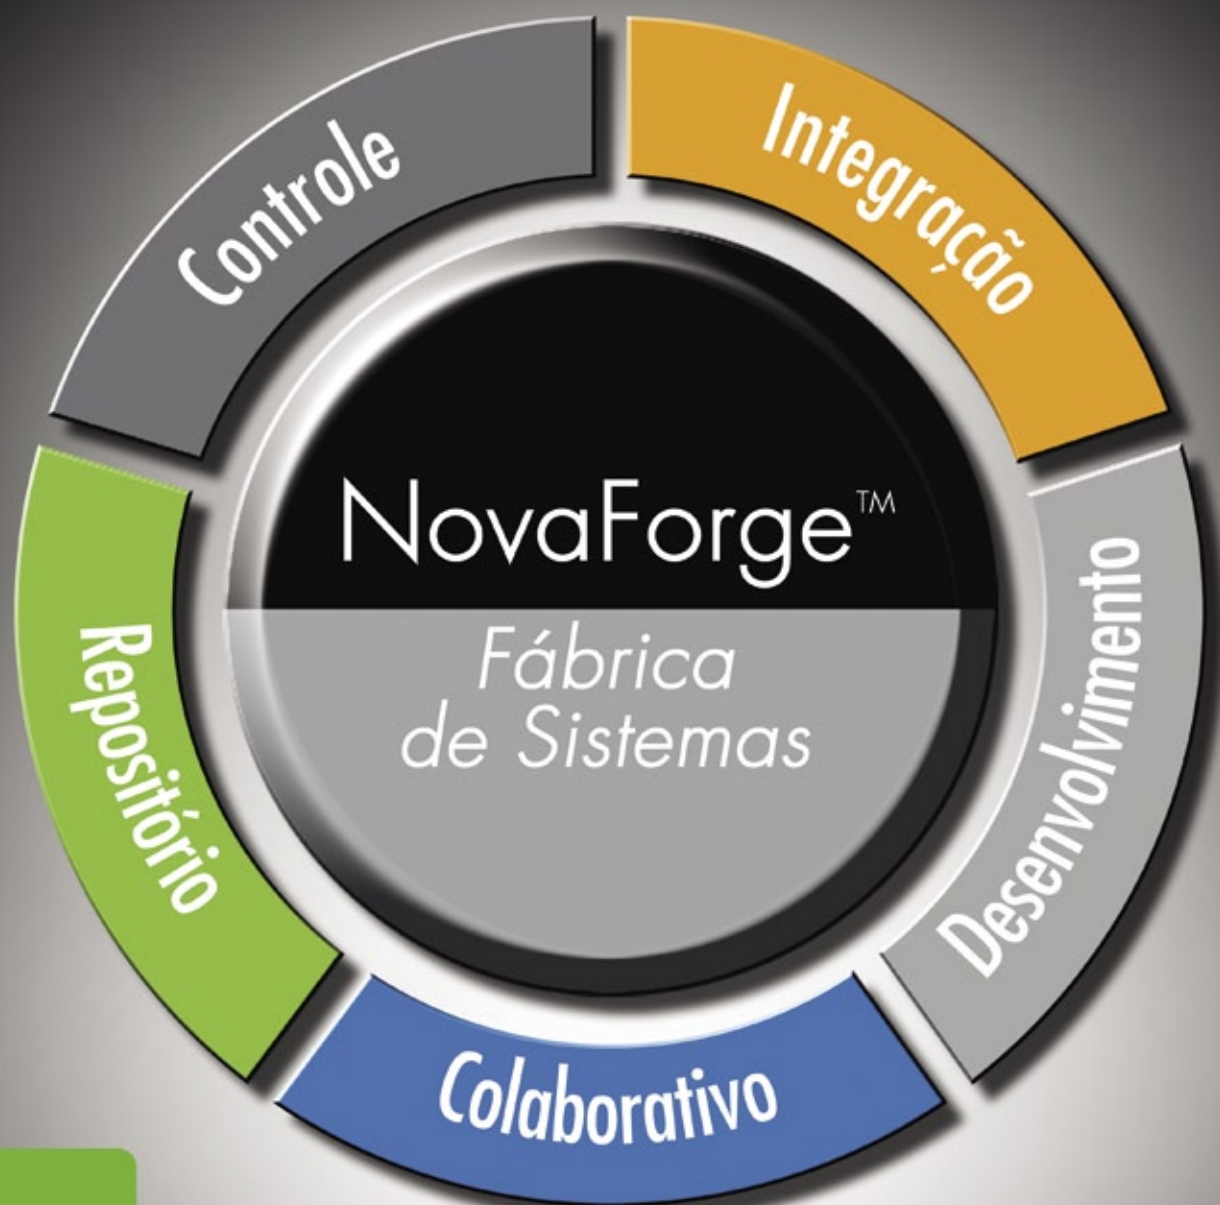 Controle
Integração
NovaForge™
Fábrica
de Sistemas
Desenvolvimento
Repositório
Colaborativo